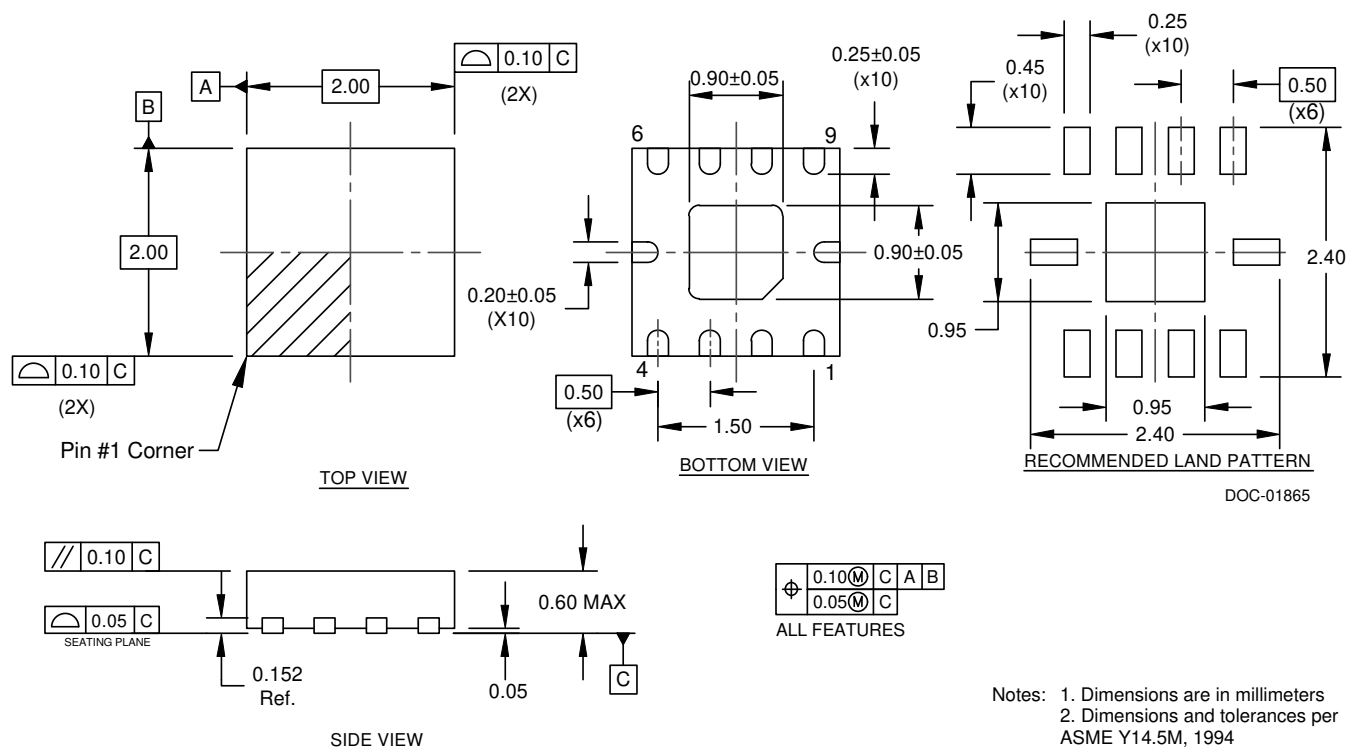 A
2.00
0.10 C
(2X)
B
2.00
0.10 C
(2X)
Pin #1 Corner
TOP VIEW
0.90±0.05
0.25±0.05
(x10)
6
9
0.90±0.05
0.20±0.05
(X10)
4
1
0.50
(x6)
1.50
BOTTOM VIEW
0.25
(x10)
0.45
(x10)
0.50
(x6)
2.40
0.95
0.95
2.40
RECOMMENDED LAND PATTERN
DOC-01865
// 0.10 C
0.05 C
SEATING PLANE
0.60 MAX
0.152
Ref.
0.05
C
SIDE VIEW
0.10Ⓜ C A B
0.05Ⓜ C
ALL FEATURES
Notes: 1. Dimensions are in millimeters
2. Dimensions and tolerances per
ASME Y14.5M, 1994